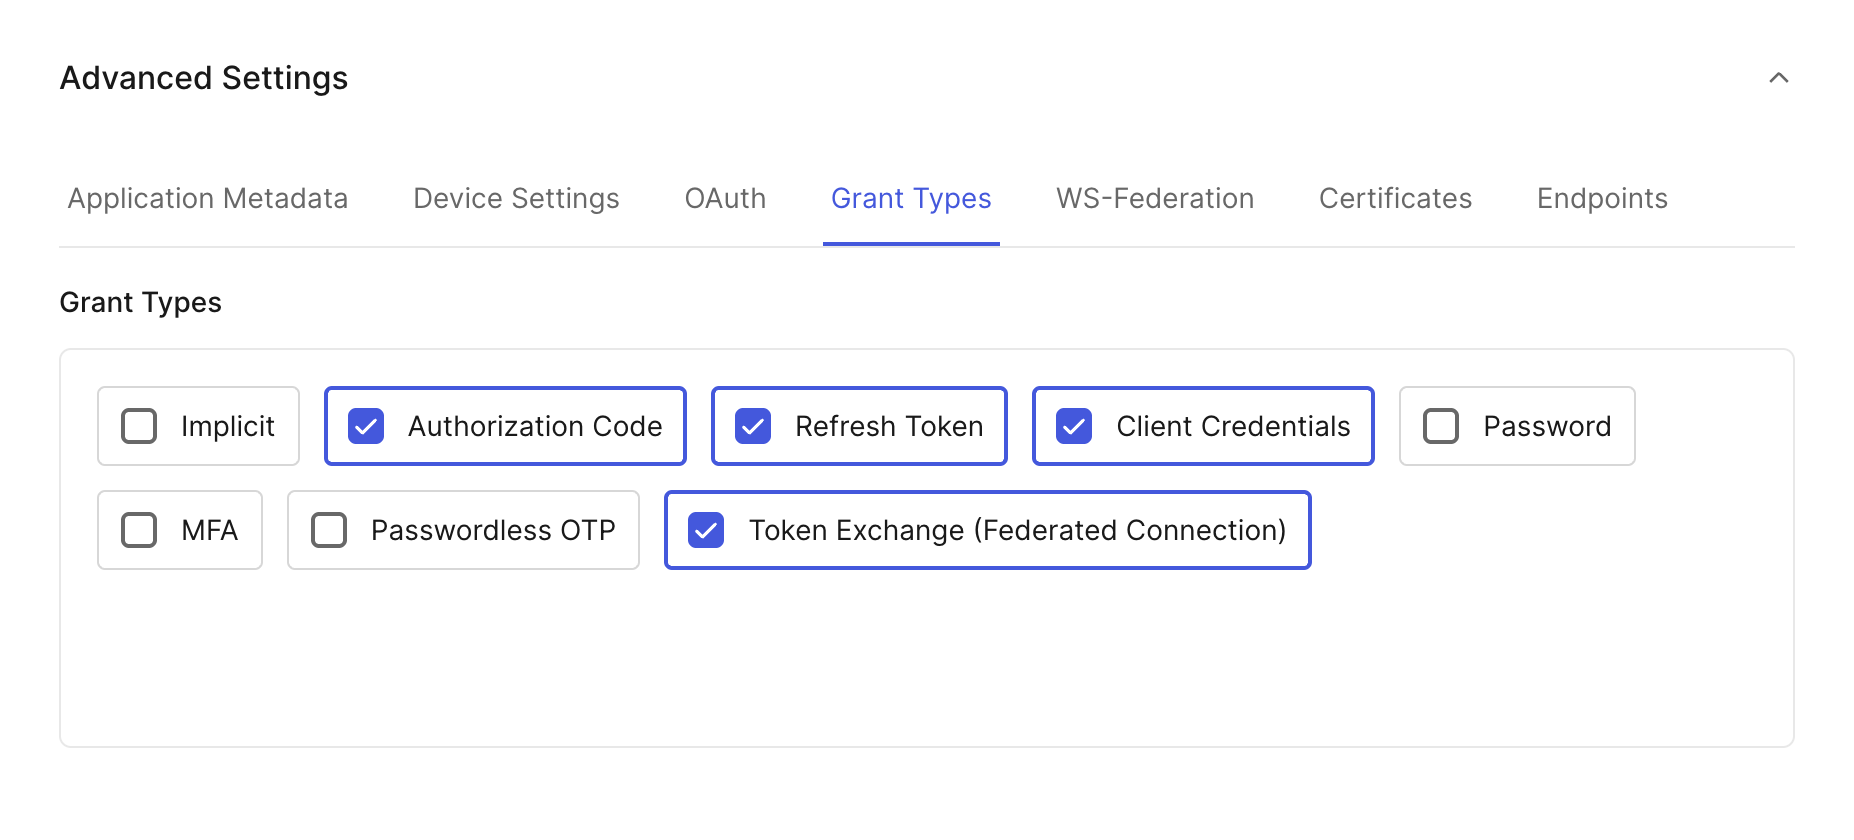 Advanced Settings
Application Metadata Device Settings OAuth Grant Types WS-Federation Certificates Endpoints
Grant Types
Implicit Authorization Code Refresh Token Client Credentials Password
MFA Passwordless OTP Token Exchange (Federated Connection)